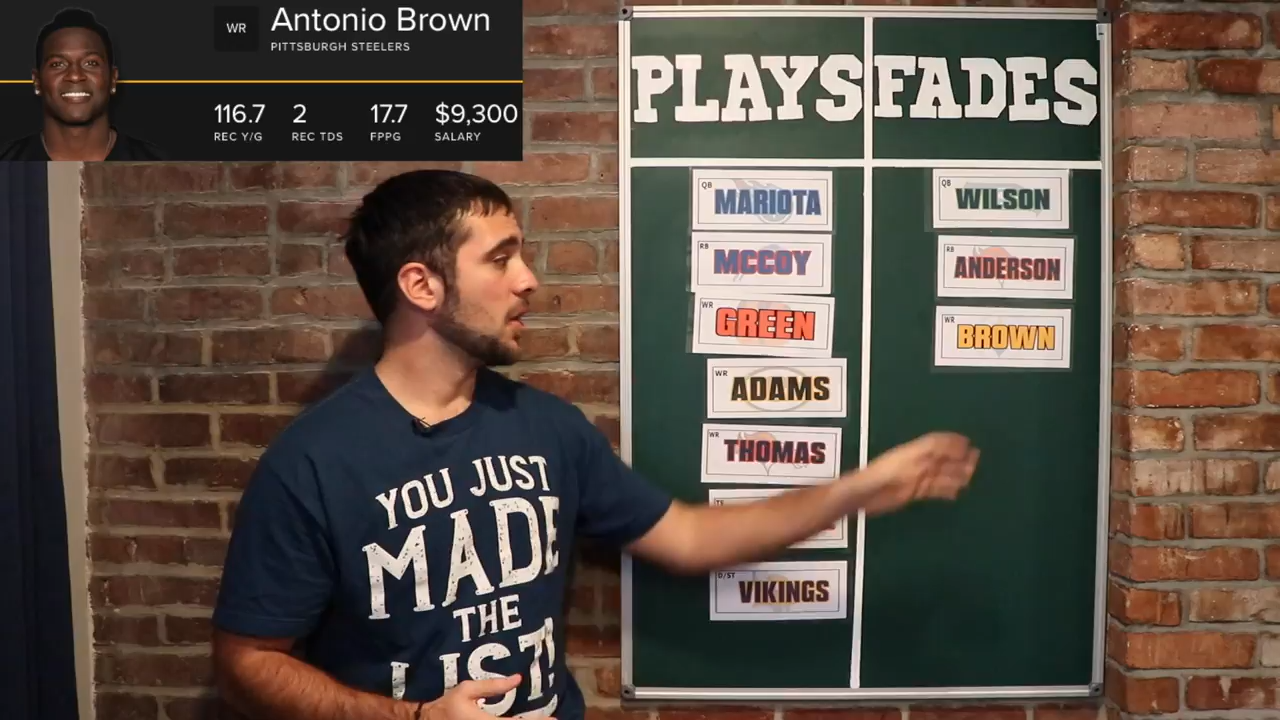 WR
Antonio Brown
PITTSBURGH STEELERS
116.7 2 17.7 $9,300
REC Y/G REC TDS FPPG SALARY
PLAYS FADES
QB MARIOTA
RB MCCOY
WR GREEN
WR ADAMS
WR THOMAS
D/ST VIKINGS
QB WILSON
RB ANDERSON
WR BROWN
YOU JUST
MADE
THE
LIST!